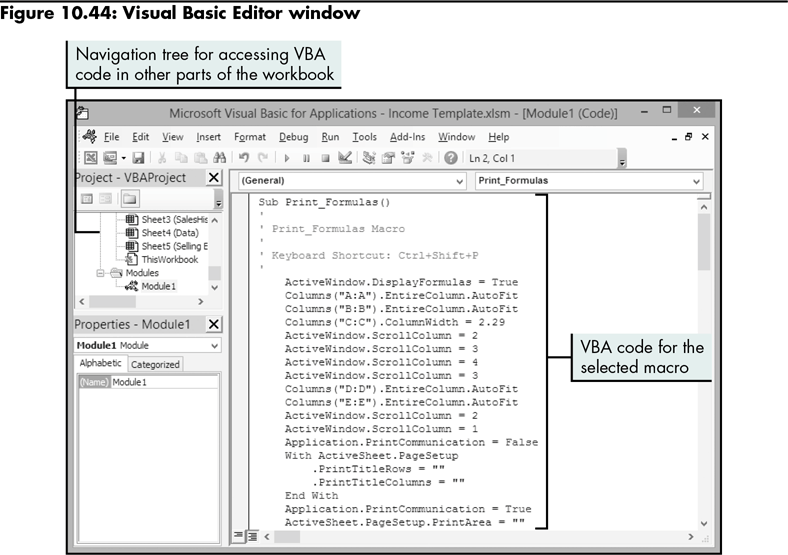 Figure 10.44: Visual Basic Editor window
Navigation tree for accessing VBA
code in other parts of the workbook
Microsoft Visual Basic for Applications - Income Template.xlsm - [Module1 (Code)]
File Edit View Insert Format Debug Run Tools Add-Ins Window Help
Ln 2, Col 1
Project - VBAProject
(General)
Print_Formulas
Sheet3 (SalesHis
Sheet4 (Data)
Sheet5 (Selling E
ThisWorkbook
Modules
Module1
Properties - Module1
Module1 Module
Alphabetic Categorized
(Name) Module1
Sub Print_Formulas()
'
' Print_Formulas Macro
'
' Keyboard Shortcut: Ctrl+Shift+P
'
ActiveWindow.DisplayFormulas = True
Columns("A:A").EntireColumn.AutoFit
Columns("B:B").EntireColumn.AutoFit
Columns("C:C").ColumnWidth = 2.29
ActiveWindow.ScrollColumn = 2
ActiveWindow.ScrollColumn = 3
ActiveWindow.ScrollColumn = 4
ActiveWindow.ScrollColumn = 3
Columns("D:D").EntireColumn.AutoFit
Columns("E:E").EntireColumn.AutoFit
ActiveWindow.ScrollColumn = 2
ActiveWindow.ScrollColumn = 1
Application.PrintCommunication = False
With ActiveSheet.PageSetup
.PrintTitleRows = ""
.PrintTitleColumns = ""
End With
Application.PrintCommunication = True
ActiveSheet.PageSetup.PrintArea = ""
VBA code for the
selected macro